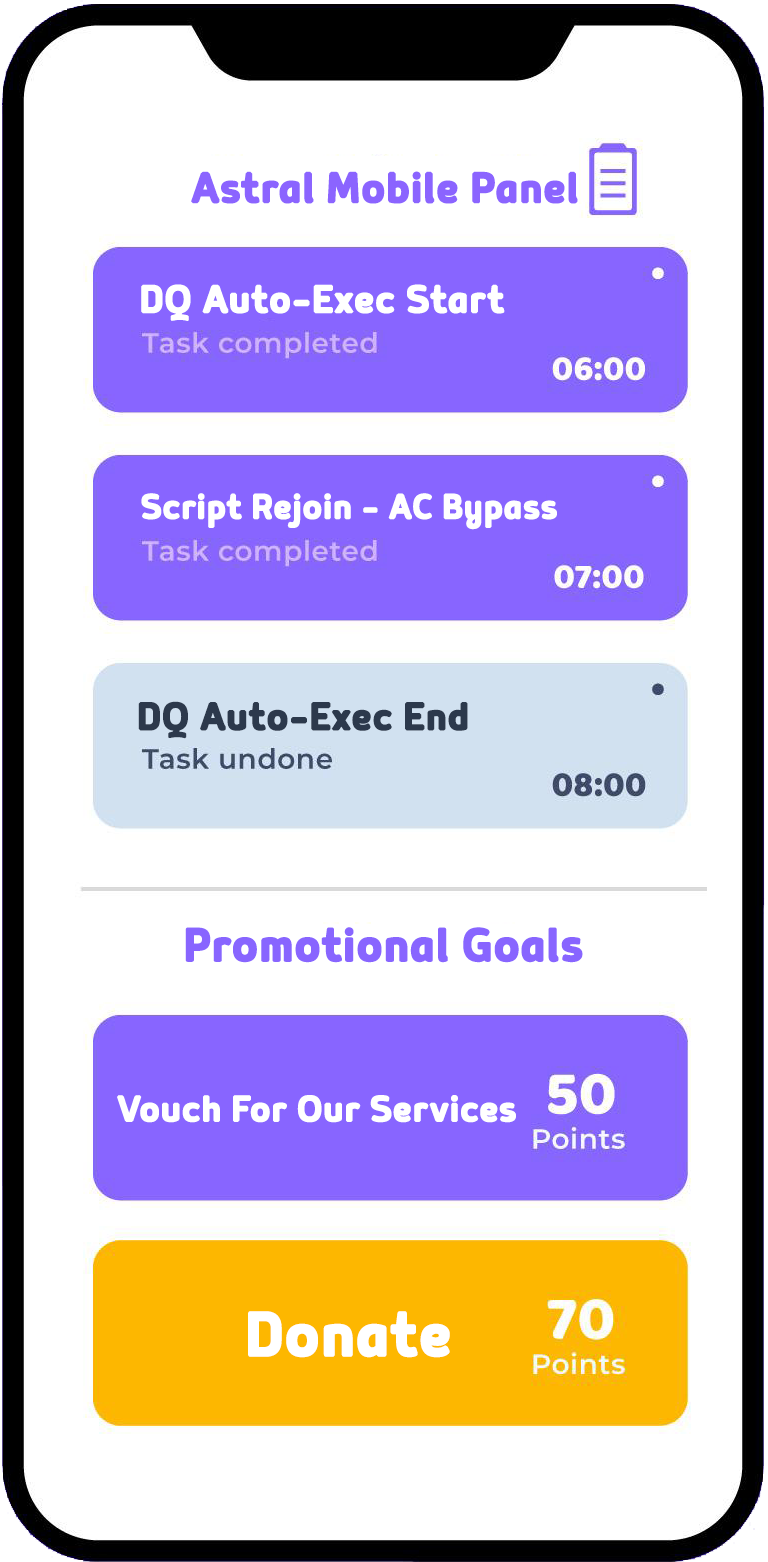 Astral Mobile Panel
DQ Auto-Exec Start
Task completed
06:00
Script Rejoin - AC Bypass
Task completed
07:00
DQ Auto-Exec End
Task undone
08:00
Promotional Goals
Vouch For Our Services
50
Points
Donate
70
Points